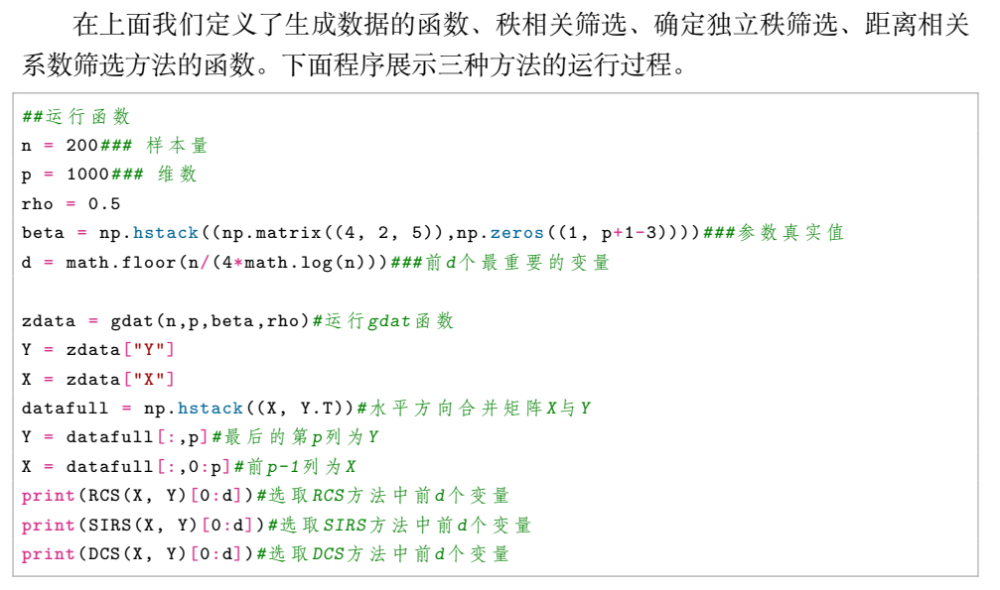 在上面我们定义了生成数据的函数、秩相关筛选、确定独立秩筛选、距离相关
系数筛选方法的函数。下面程序展示三种方法的运行过程。
##运行函数
n = 200### 样本量
p = 1000### 维数
rho = 0.5
beta = np.hstack((np.matrix((4, 2, 5)),np.zeros((1, p+1-3))))###参数真实值
d = math.floor(n/(4*math.log(n)))###前d个最重要的变量
zdata = gdat(n,p,beta,rho)#运行gdat函数
Y = zdata["Y"]
X = zdata["X"]
datafull = np.hstack((X, Y.T))#水平方向合并矩阵X与Y
Y = datafull[:,p]#最后的第p列为Y
X = datafull[:,0:p]#前p-1列为X
print(RCS(X, Y)[0:d])#选取RCS方法中前d个变量
print(SIRS(X, Y)[0:d])#选取SIRS方法中前d个变量
print(DCS(X, Y)[0:d])#选取DCS方法中前d个变量